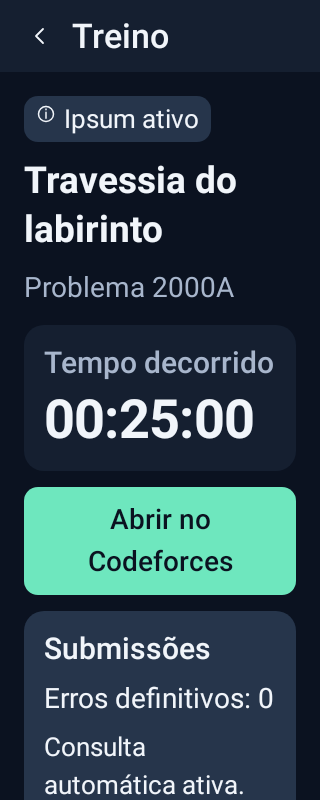 Treino
Ipsum ativo
Travessia do
labirinto
Problema 2000A
Tempo decorrido
00:25:00
Abrir no
Codeforces
Submissões
Erros definitivos: 0
Consulta
automática ativa.